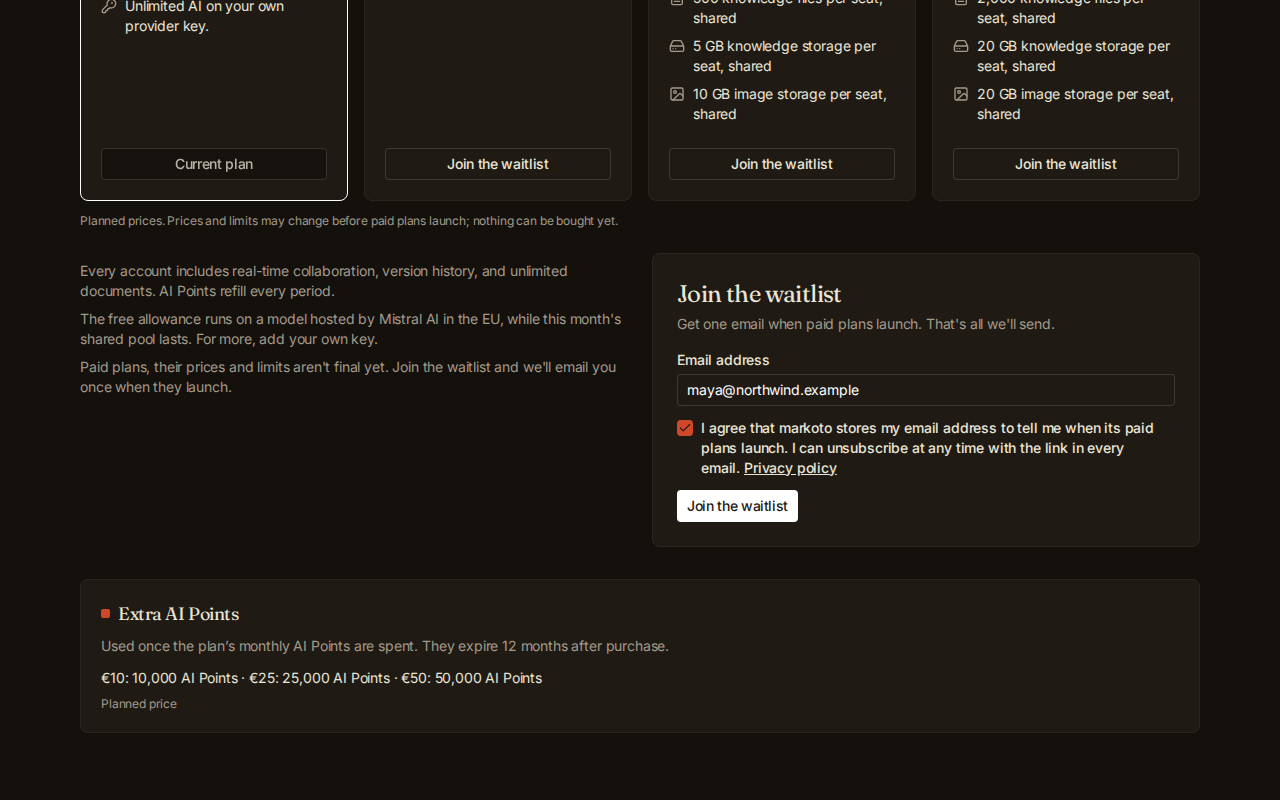 Unlimited AI on your own
provider key.
Current plan
Join the waitlist
seat,
shared
5 GB knowledge storage per
seat, shared
10 GB image storage per seat,
shared
Join the waitlist
seat, shared
20 GB knowledge storage per
seat, shared
20 GB image storage per seat,
shared
Join the waitlist
Planned prices. Prices and limits may change before paid plans launch; nothing can be bought yet.
Every account includes real-time collaboration, version history, and unlimited
documents. AI Points refill every period.
The free allowance runs on a model hosted by Mistral AI in the EU, while this month's
shared pool lasts. For more, add your own key.
Paid plans, their prices and limits aren't final yet. Join the waitlist and we'll email you
once when they launch.
Join the waitlist
Get one email when paid plans launch. That's all we'll send.
Email address
maya@northwind.example
I agree that markoto stores my email address to tell me when its paid
plans launch. I can unsubscribe at any time with the link in every
email. Privacy policy
Join the waitlist
Extra AI Points
Used once the plan’s monthly AI Points are spent. They expire 12 months after purchase.
€10: 10,000 AI Points · €25: 25,000 AI Points · €50: 50,000 AI Points
Planned price